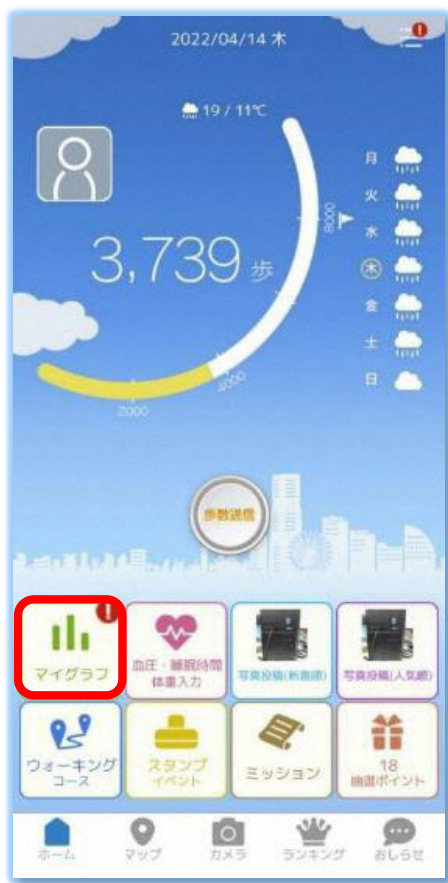 2022/04/14 木
19 / 11℃
月
火
水
木
金
土
日
8000
3,739 歩
4000
2000
歩数送信
マイグラフ
血圧・睡眠時間
体重入力
写真投稿(新着順)
写真投稿(人気順)
ウォーキング
コース
スタンプ
イベント
ミッション
18
抽選ポイント
ホーム
マップ
カメラ
ランキング
おしらせ